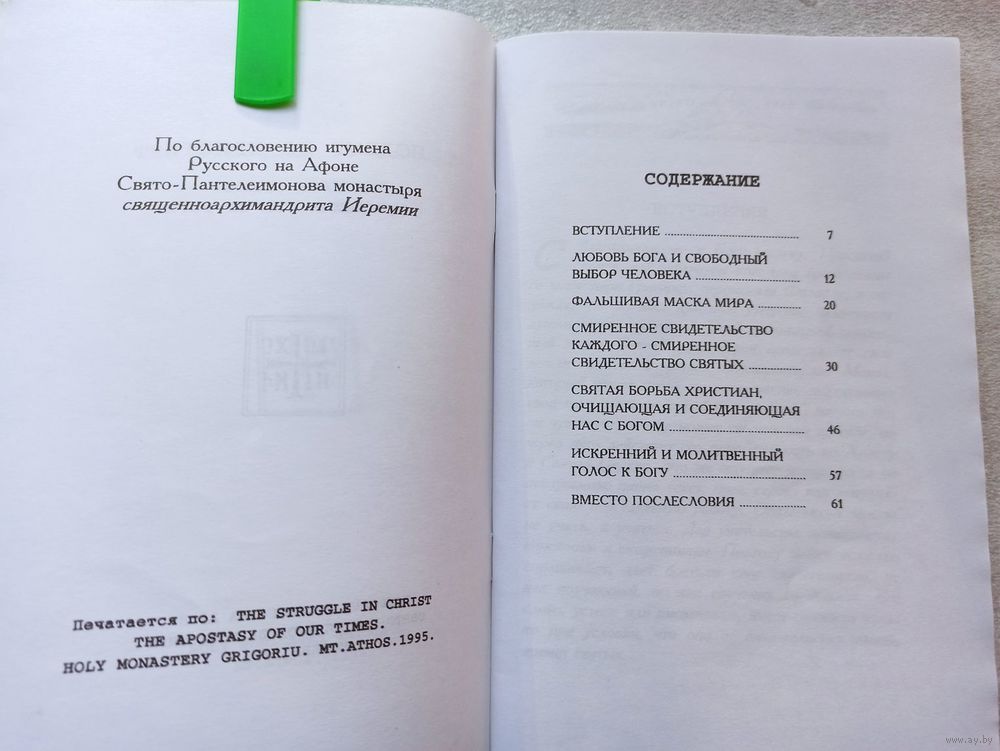 По благословению игумена
Русского на Афоне
Свято-Пантелеимонова монастыря
священноархимандрита Иеремии
Печатается по: THE STRUGGLE IN CHRIST
THE APOSTASY OF OUR TIMES.
HOLY MONASTERY GRIGORIU. MT.ATHOS.1995.
СОДЕРЖАНИЕ
ВСТУПЛЕНИЕ ........................................ 7
ЛЮБОВЬ БОГА И СВОБОДНЫЙ
ВЫБОР ЧЕЛОВЕКА ................................ 12
ФАЛЬШИВАЯ МАСКА МИРА .............. 20
СМИРЕННОЕ СВИДЕТЕЛЬСТВО
КАЖДОГО - СМИРЕННОЕ
СВИДЕТЕЛЬСТВО СВЯТЫХ ................ 30
СВЯТАЯ БОРЬБА ХРИСТИАН,
ОЧИЩАЮЩАЯ И СОЕДИНЯЮЩАЯ
НАС С БОГОМ ........................................ 46
ИСКРЕННИЙ И МОЛИТВЕННЫЙ
ГОЛОС К БОГУ ....................................... 57
ВМЕСТО ПОСЛЕСЛОВИЯ ................... 61
www.ay.by